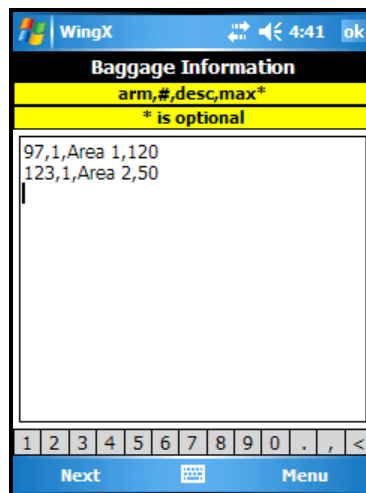 WingX 4:41 ok
Baggage Information
arm,#,desc,max*
* is optional
97,1,Area 1,120
123,1,Area 2,50
1 2 3 4 5 6 7 8 9 0 . , <
Next Menu